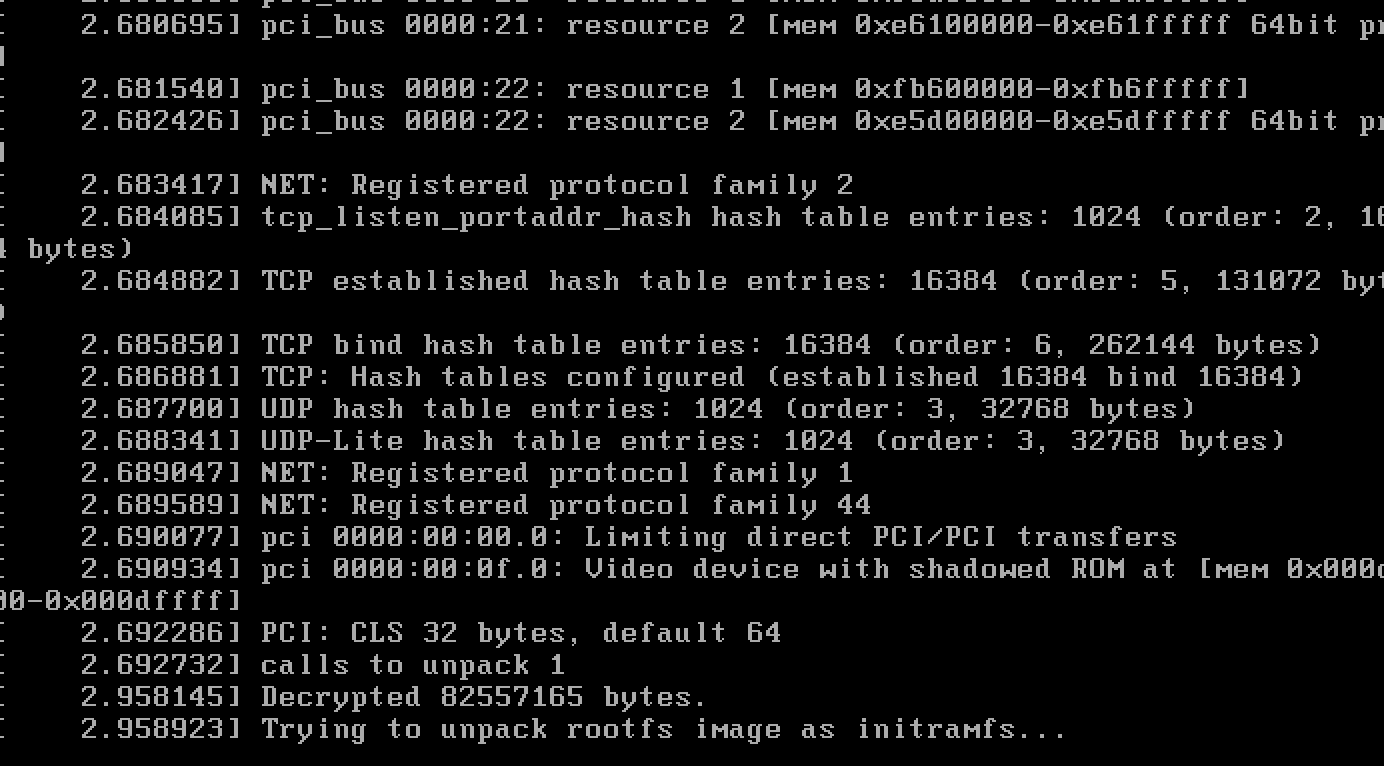 2.680695] pci_bus 0000:21: resource 2 [mem 0xe6100000-0xe61fffff 64bit
]
[    2.681540] pci_bus 0000:22: resource 1 [mem 0xfb600000-0xfb6fffff]
[    2.682426] pci_bus 0000:22: resource 2 [mem 0xe5d00000-0xe5dfffff 64bit
]
[    2.683417] NET: Registered protocol family 2
[    2.684085] tcp_listen_portaddr_hash hash table entries: 1024 (order: 2,
bytes)
[    2.684882] TCP established hash table entries: 16384 (order: 5, 131072
)
[    2.685850] TCP bind hash table entries: 16384 (order: 6, 262144 bytes)
[    2.686881] TCP: Hash tables configured (established 16384 bind 16384)
[    2.687700] UDP hash table entries: 1024 (order: 3, 32768 bytes)
[    2.688341] UDP-Lite hash table entries: 1024 (order: 3, 32768 bytes)
[    2.689047] NET: Registered protocol family 1
[    2.689589] NET: Registered protocol family 44
[    2.690077] pci 0000:00:00.0: Limiting direct PCI/PCI transfers
[    2.690934] pci 0000:00:0f.0: Video device with shadowed ROM at [mem 0x000c
00-0x000dffff]
[    2.692286] PCI: CLS 32 bytes, default 64
[    2.692732] calls to unpack 1
[    2.958145] Decrypted 82557165 bytes.
[    2.958923] Trying to unpack rootfs image as initramfs...